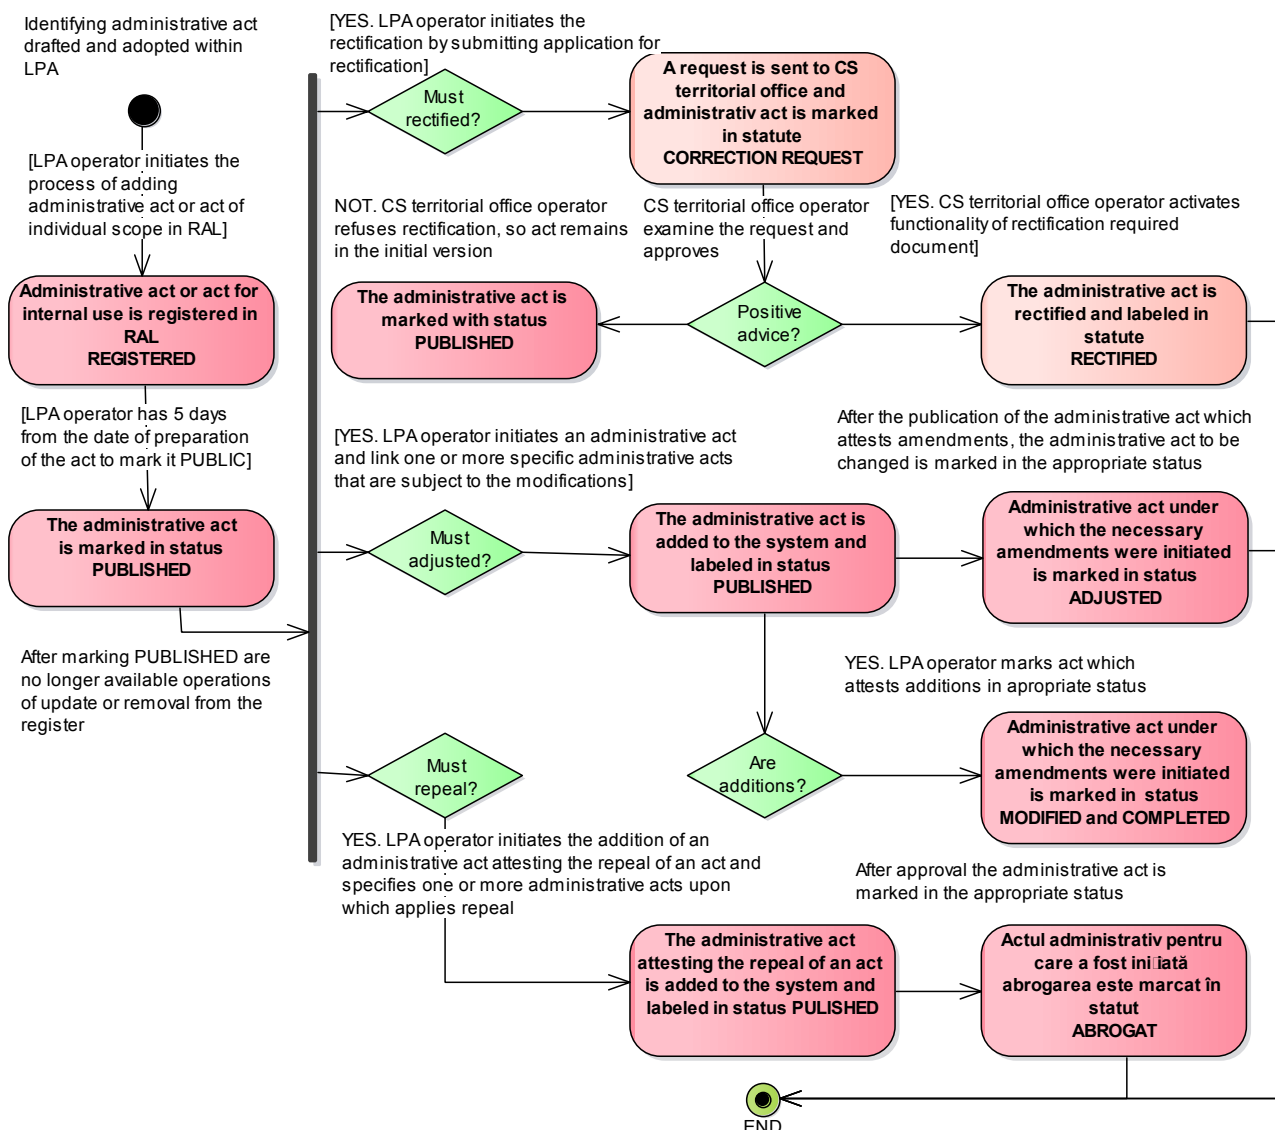 Identifying administrative act
drafted and adopted within
LPA
[LPA operator initiates the
process of adding
administrative act or act of
individual scope in RAL]
Administrative act or act for
internal use is registered in
RAL
REGISTERED
[LPA operator has 5 days
from the date of preparation
of the act to mark it PUBLIC]
The administrative act
is marked in status
PUBLISHED
After marking PUBLISHED are
no longer available operations
of update or removal from the
register
[YES. LPA operator initiates the
rectification by submitting application for
rectification]
Must
rectified?
A request is sent to CS
territorial office and
administrativ act is marked
in statute
CORRECTION REQUEST
NOT. CS territorial office operator
refuses rectification, so act remains
in the initial version
CS territorial office operator
examine the request and
approves
[YES. CS territorial office operator activates
functionality of rectification required
document]
The administrative act is
marked with status
PUBLISHED
Positive
advice?
The administrative act is
rectified and labeled in
statute
RECTIFIED
[YES. LPA operator initiates an administrative act
and link one or more specific administrative acts
that are subject to the modifications]
After the publication of the administrative act which
attests amendments, the administrative act to be
changed is marked in the appropriate status
Must
adjusted?
The administrative act is
added to the system and
labeled in status
PUBLISHED
Administrative act under
which the necessary
amendments were initiated
is marked in status
ADJUSTED
YES. LPA operator marks act which
attests additions in apropriate status
Must
repeal?
Are
additions?
Administrative act under
which the necessary
amendments were initiated
is marked in  status
MODIFIED and COMPLETED
YES. LPA operator initiates the addition of an
administrative act attesting the repeal of an act and
specifies one or more administrative acts upon
which applies repeal
After approval the administrative act is
marked in the appropriate status
The administrative act
attesting the repeal of an act
is added to the system and
labeled in status PULISHED
Actul administrativ pentru
care a fost ini□iată
abrogarea este marcat în
statut
ABROGAT
END